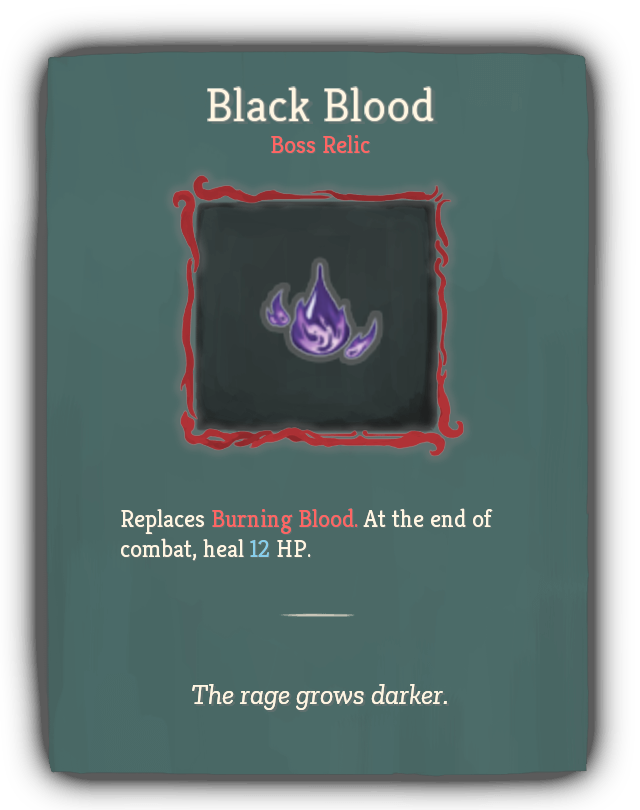 Black Blood
Boss Relic
Replaces Burning Blood. At the end of
combat, heal 12 HP.
The rage grows darker.